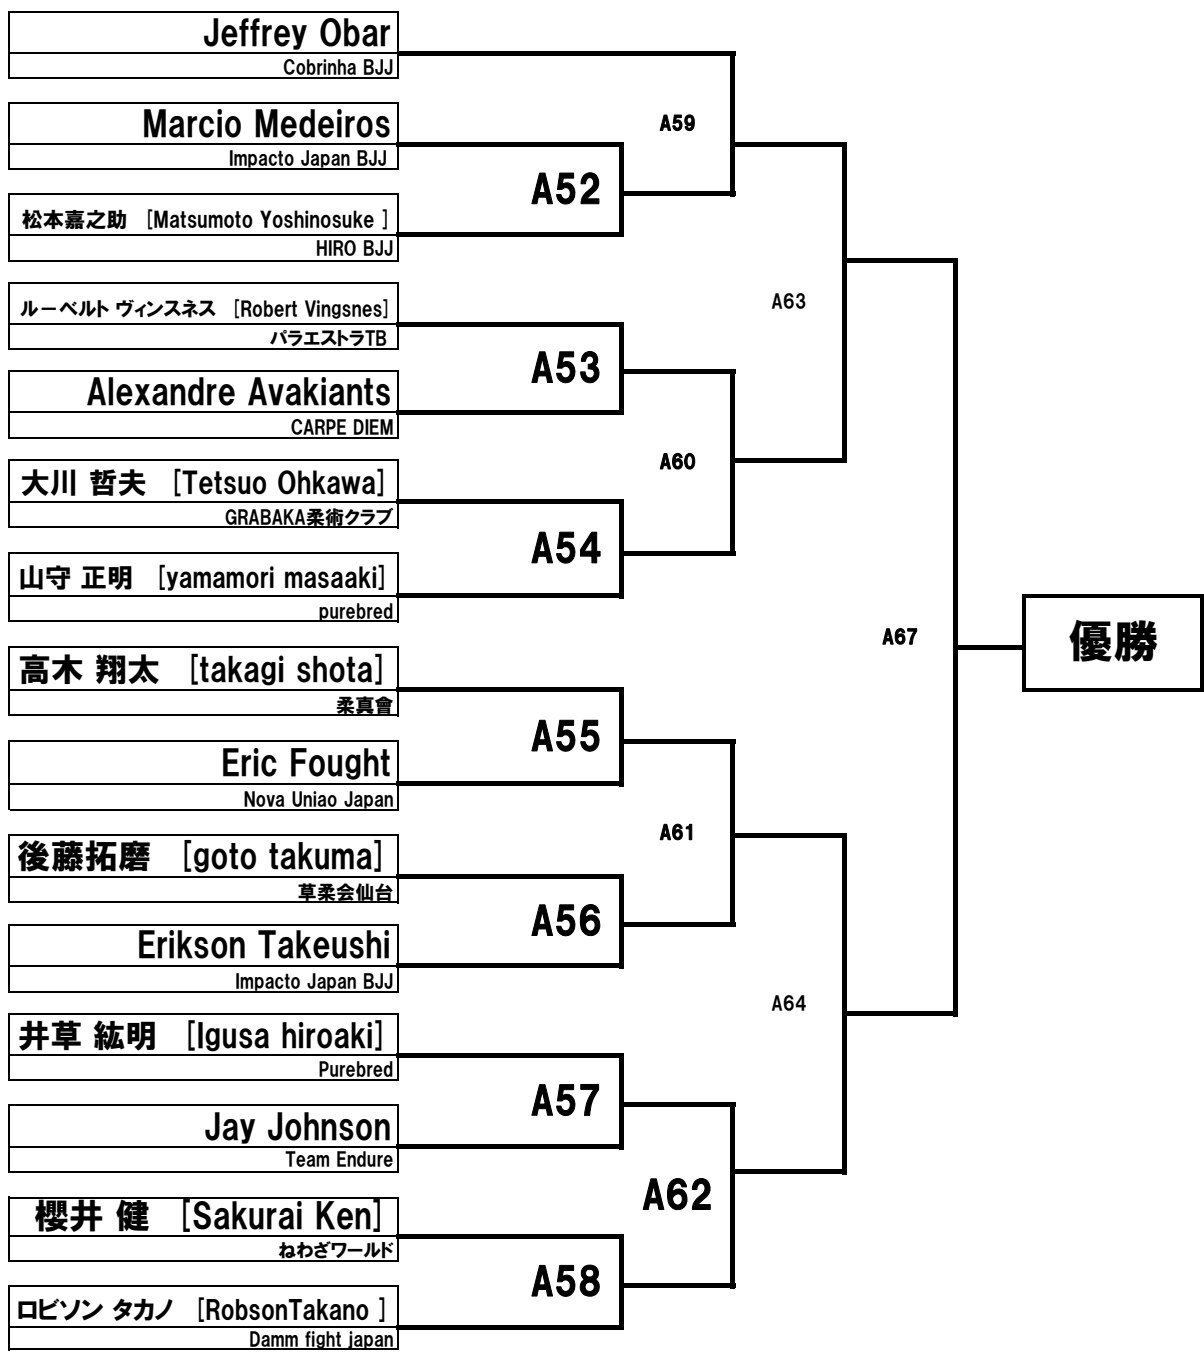 Jeffrey Obar
Cobrinha BJJ
Marcio Medeiros
Impacto Japan BJJ
松本嘉之助 [Matsumoto Yoshinosuke ]
HIRO BJJ
ルーベルト ヴィンスネス [Robert Vingsnes]
パラエストラTB
Alexandre Avakiants
CARPE DIEM
大川 哲夫 [Tetsuo Ohkawa]
GRABAKA柔術クラブ
山守 正明 [yamamori masaaki]
purebred
高木 翔太 [takagi shota]
柔真會
Eric Fought
Nova Uniao Japan
後藤拓磨 [goto takuma]
草柔会仙台
Erikson Takeushi
Impacto Japan BJJ
井草 紘明 [Igusa hiroaki]
Purebred
Jay Johnson
Team Endure
櫻井 健 [Sakurai Ken]
ねわざワールド
ロビソン タカノ [RobsonTakano ]
Damm fight japan
A52
A53
A54
A55
A56
A57
A58
A59
A60
A61
A62
A63
A64
A67
優勝